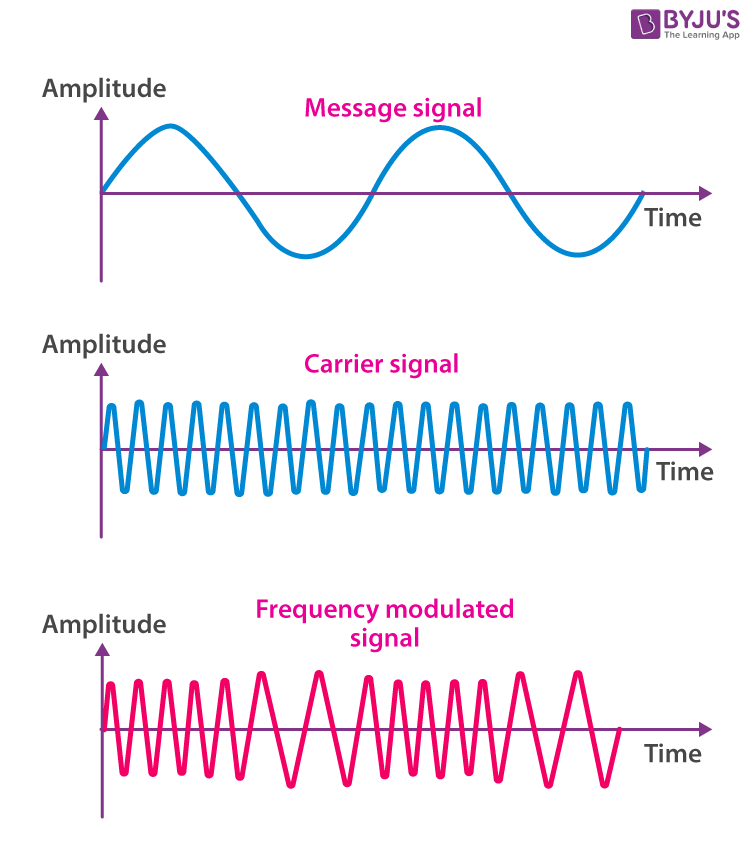 BYJU'S
The Learning App
Amplitude
Message signal
Time
Amplitude
Carrier signal
Time
Frequency modulated
signal
Amplitude
Time